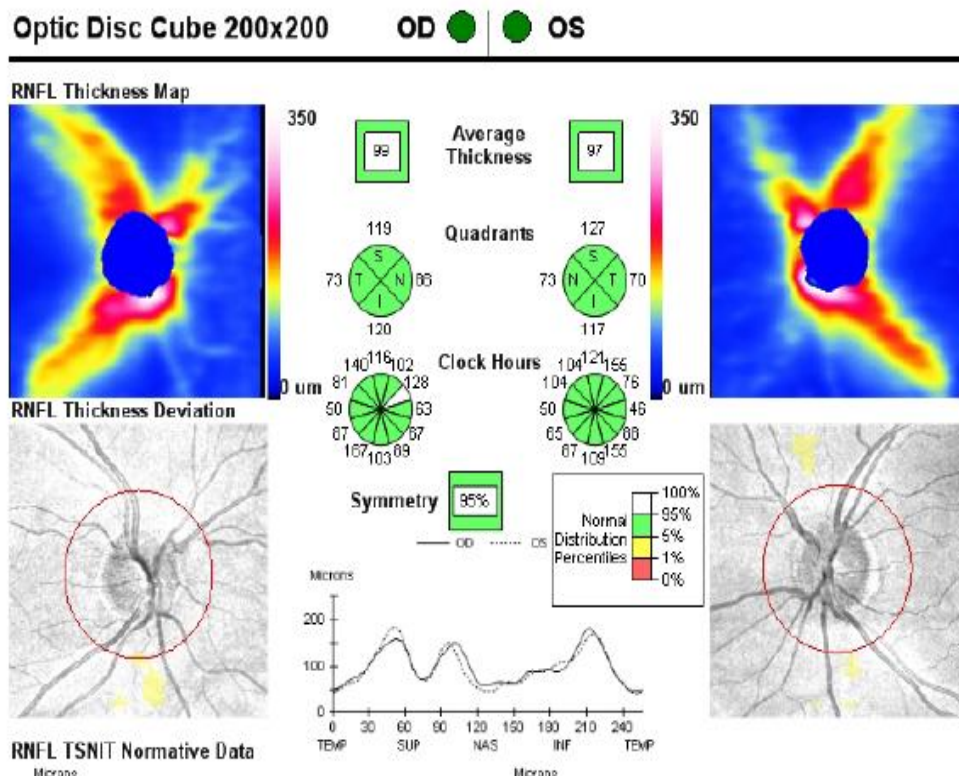 Optic Disc Cube 200x200 OD OS
RNFL Thickness Map
350 350
Average
Thickness
99 97
Quadrants
119 127
S S
73 T N 86 73 N T 70
I I
120 117
Clock Hours
116 121
140 102 104 155
81 128 104 76
50 63 50 46
67 65
167 89 87 155
103 109
0 um 0 um
RNFL Thickness Deviation
Symmetry 95%
OD OS
100%
95%
Normal
5%
Distribution
1%
Percentiles
0%
Microns
200
100
0
0 30 60 90 120 150 180 210 240
TEMP SUP NAS INF TEMP
RNFL TSNIT Normative Data
Microns Microns